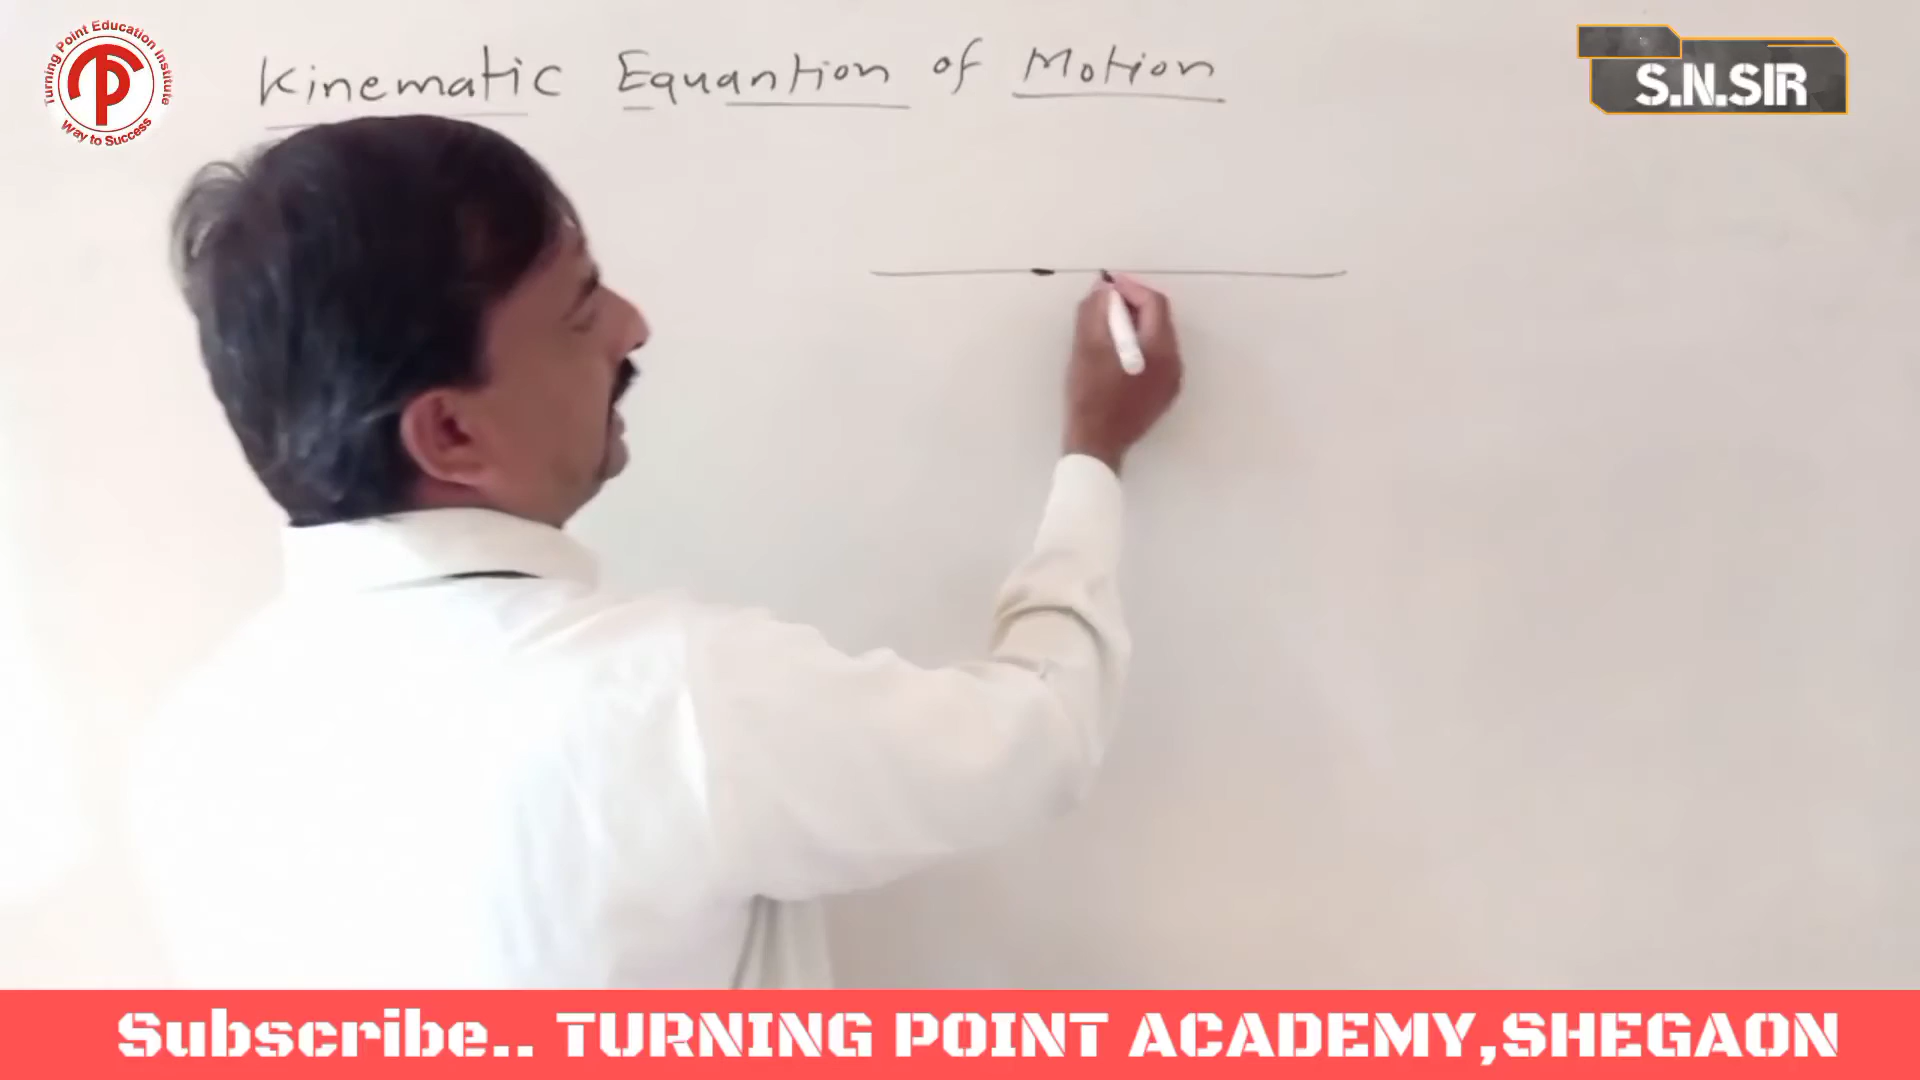 Turning Point Education Institute
Way to Success
Kinematic Equantion of Motion
S.N.SIR
Subscribe.. TURNING POINT ACADEMY,SHEGAON